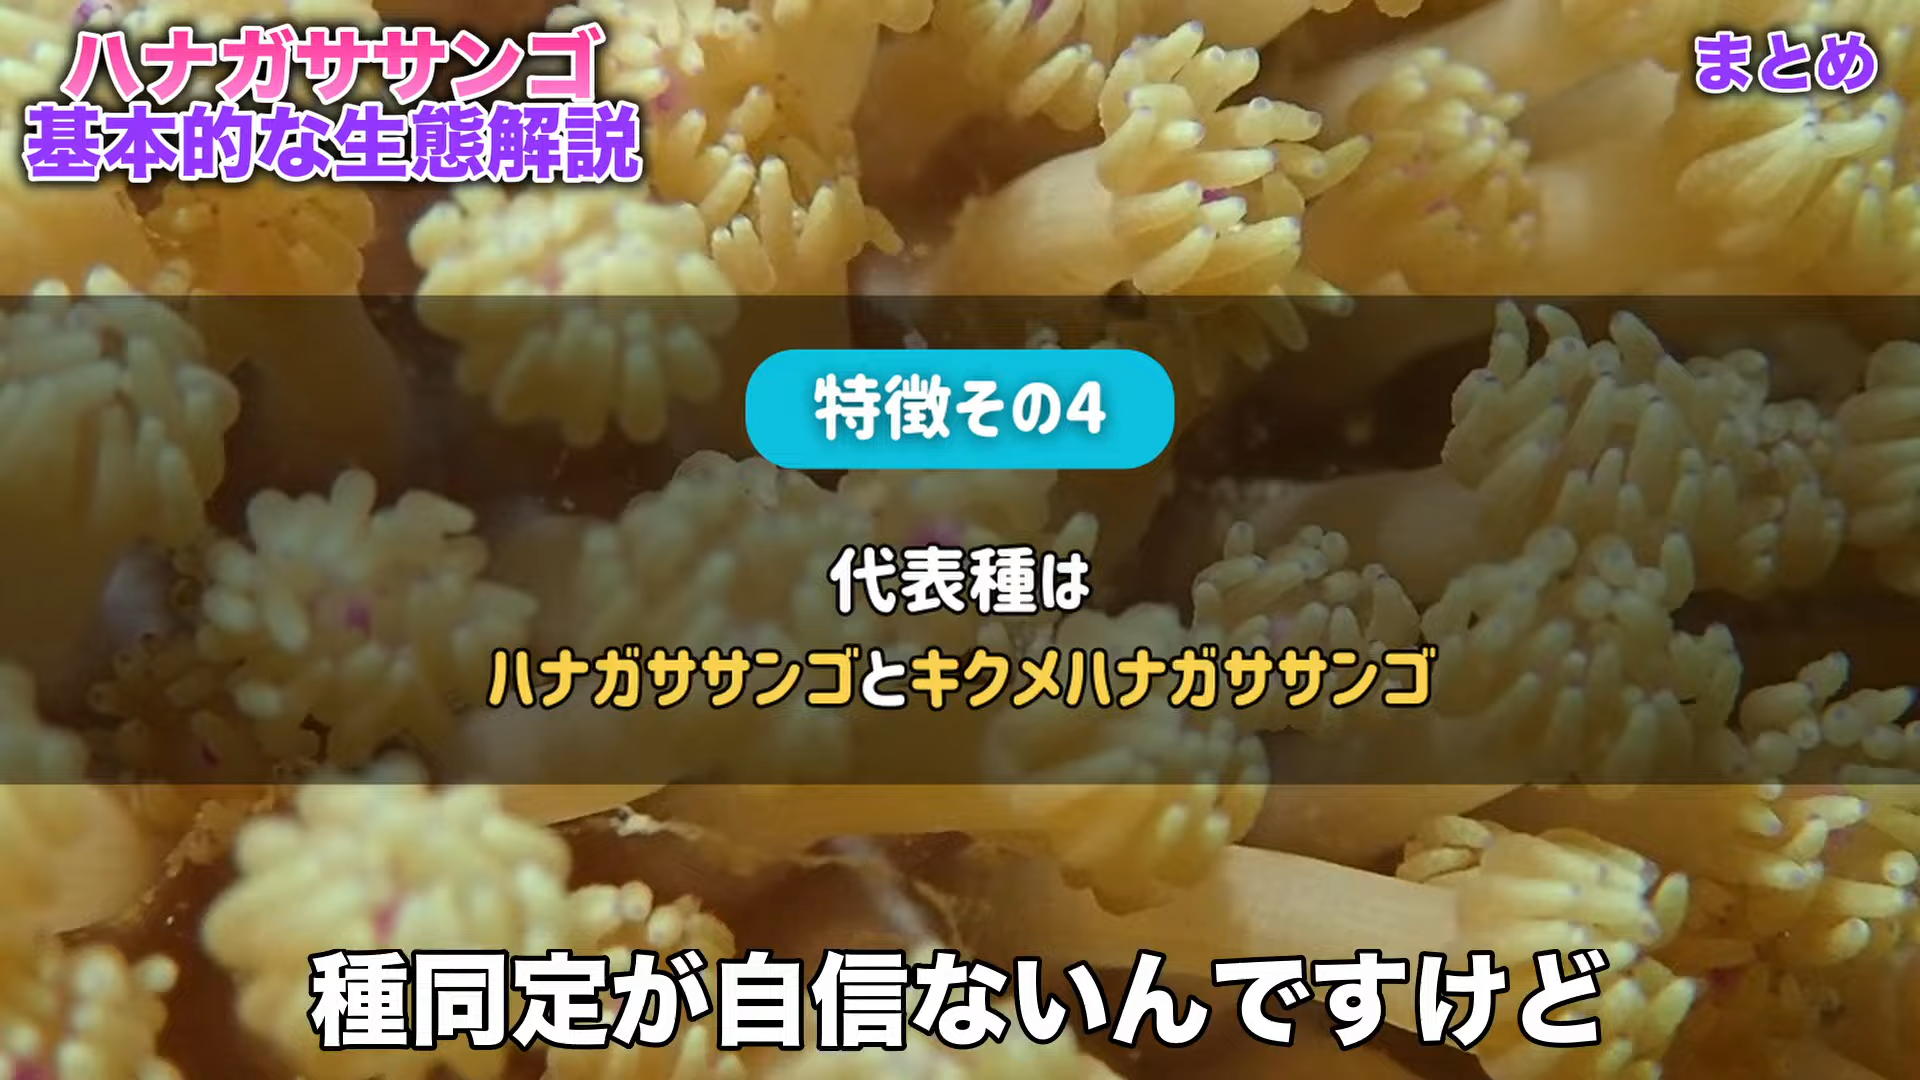 ハナガササンゴ
基本的な生態解説
まとめ
特徴その4
代表種は
ハナガササンゴとキクメハナガササンゴ
種同定が自信ないんですけど